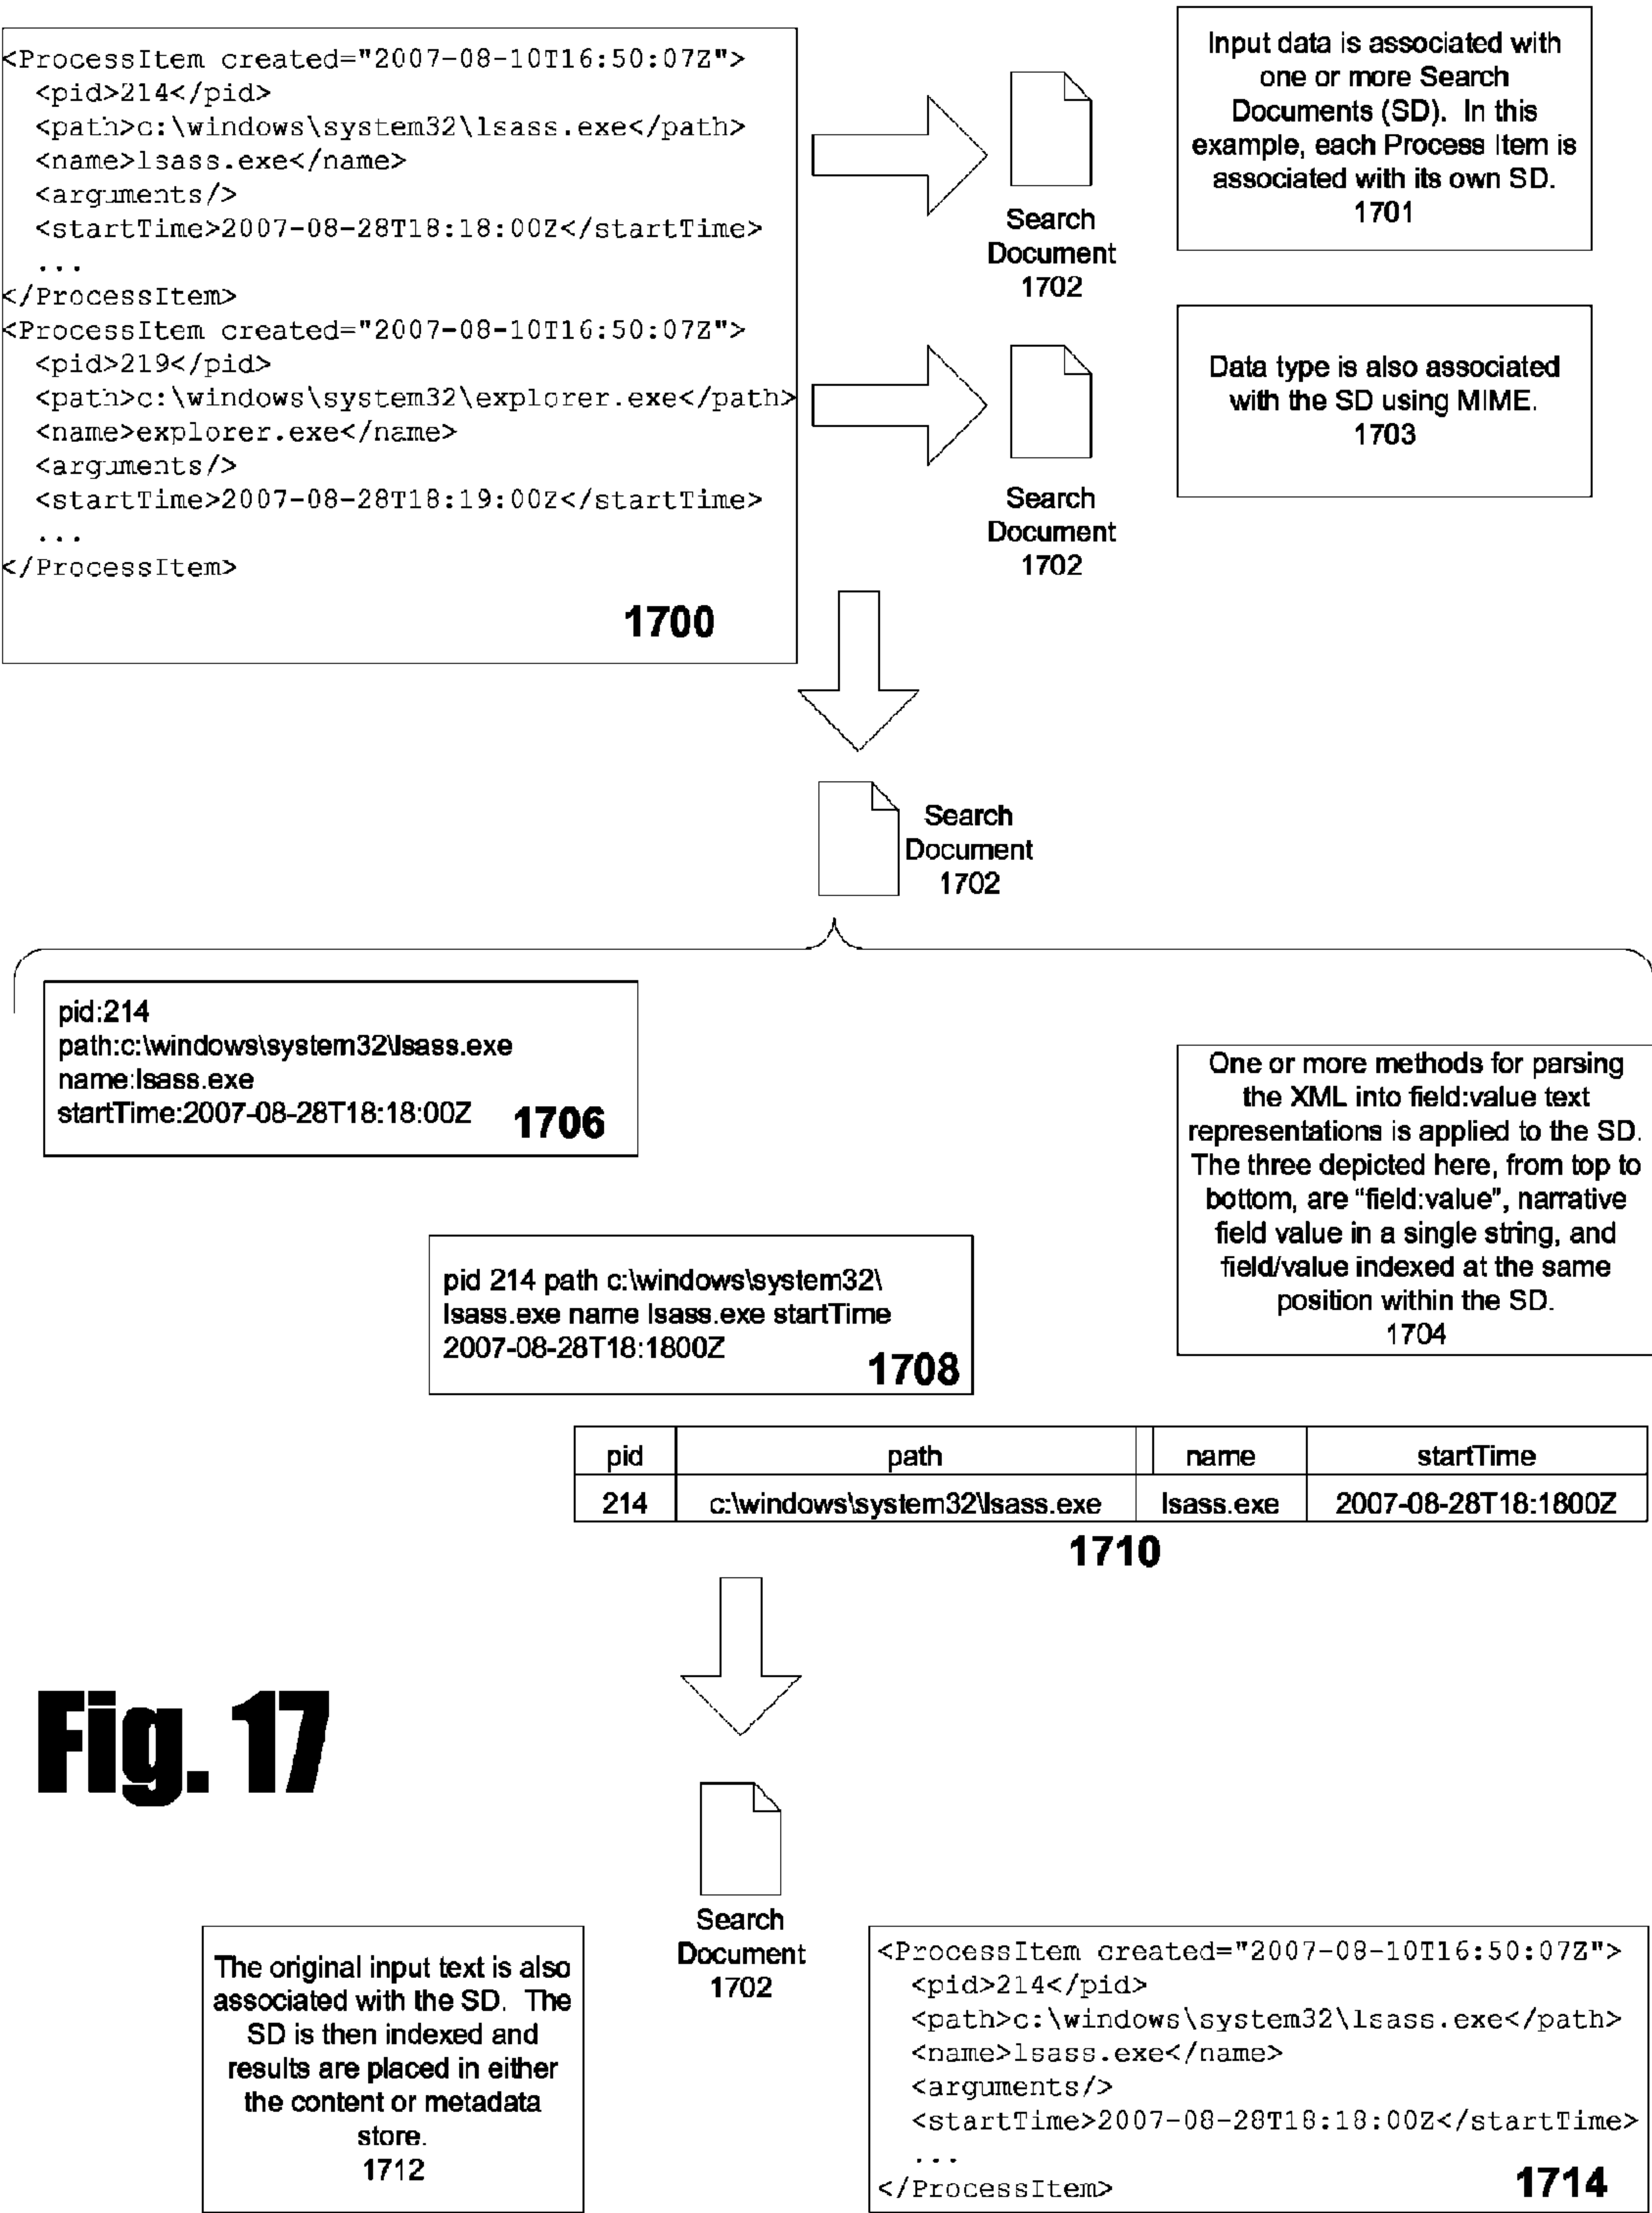 <ProcessItem created="2007-08-10T16:50:07Z">
<pid>214</pid>
<path>c:\windows\system32\lsass.exe</path>
<name>lsass.exe</name>
<arguments/>
<startTime>2007-08-28T18:18:00Z</startTime>
...
</ProcessItem>
<ProcessItem created="2007-08-10T16:50:07Z">
<pid>219</pid>
<path>c:\windows\system32\explorer.exe</path>
<name>explorer.exe</name>
<arguments/>
<startTime>2007-08-28T18:19:00Z</startTime>
...
</ProcessItem>
1700
Search
Document
1702
Search
Document
1702
Input data is associated with
one or more Search
Documents (SD). In this
example, each Process Item is
associated with its own SD.
1701
Data type is also associated
with the SD using MIME.
1703
Search
Document
1702
pid:214
path:c:\windows\system32\lsass.exe
name:lsass.exe
startTime:2007-08-28T18:18:00Z
1706
One or more methods for parsing
the XML into field:value text
representations is applied to the SD.
The three depicted here, from top to
bottom, are "field:value", narrative
field value in a single string, and
field/value indexed at the same
position within the SD.
1704
pid 214 path c:\windows\system32\
lsass.exe name lsass.exe startTime
2007-08-28T18:1800Z
1708
pid path name startTime
214 c:\windows\system32\lsass.exe lsass.exe 2007-08-28T18:1800Z
1710
Fig. 17
Search
Document
1702
The original input text is also
associated with the SD. The
SD is then indexed and
results are placed in either
the content or metadata
store.
1712
<ProcessItem created="2007-08-10T16:50:07Z">
<pid>214</pid>
<path>c:\windows\system32\lsass.exe</path>
<name>lsass.exe</name>
<arguments/>
<startTime>2007-08-28T18:18:00Z</startTime>
...
</ProcessItem>
1714